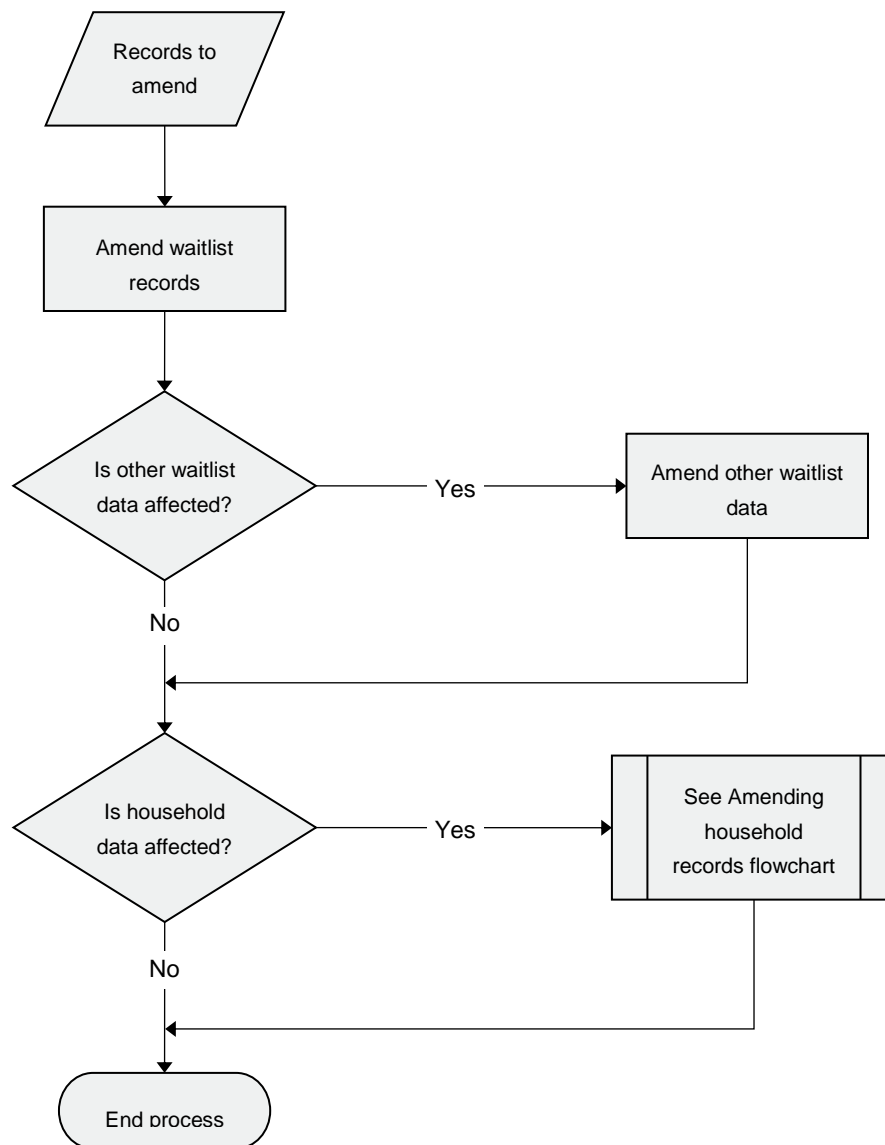 Records to
amend
Amend waitlist
records
Is other waitlist
data affected?
Yes
Amend other waitlist
data
No
Is household
data affected?
Yes
See Amending
household
records flowchart
No
End process